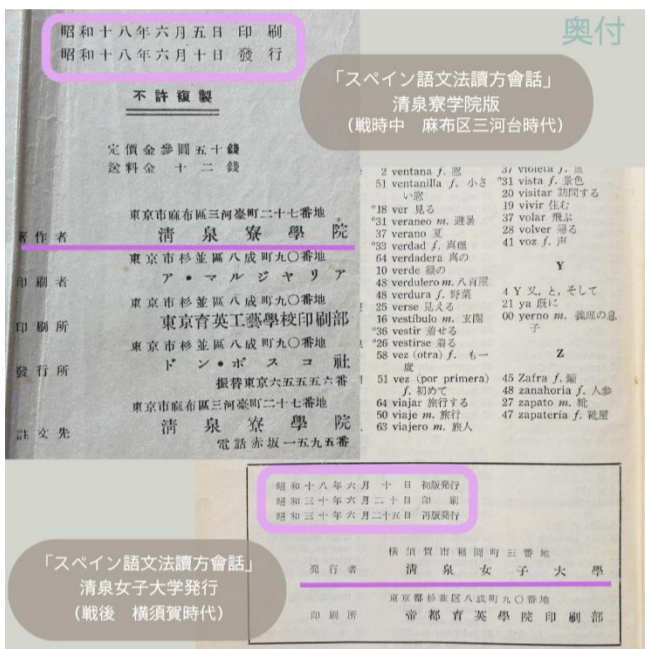 奥付
昭和十八年六月五日 印刷
昭和十八年六月十日 發行
不許複製
定價金參圓五十錢
送料金 十二錢
東京市麻布區三河臺町二十七番地
著作者 清泉寮學院
東京市杉並區八成町九〇番地
印刷者 ア・マルジヤリア
東京市杉並區八成町九〇番地
印刷所 東京育英工藝學校印刷部
東京市杉並區八成町九〇番地
發行所 ドン・ボスコ社
振替東京六五五五六番
東京市麻布區三河臺町二十七番地
註文先 清泉寮學院
電話赤坂一五九五番
「スペイン語文法讀方會話」
清泉寮学院版
(戦時中 麻布区三河台時代)
2 ventana f. 窓
51 ventanilla f. 小さ
い窓
°18 ver 見る
°31 veraneo m. 避暑
37 verano 夏
°33 verdad f. 真理
64 verdadera 真の
10 verde 緑の
48 verdulero m. 八百屋
48 verdura f. 野菜
25 verse 見える
16 vestíbulo m. 玄関
°36 vestir 着せる
°26 vestirse 着る
58 vez (otra) f. も一
度
51 vez (por primera)
f. 初めて
64 viajar 旅行する
50 viaje m. 旅行
63 viajero m. 旅人
37 violeta f. 菫
°31 vista f. 景色
20 visitar 訪問する
19 vivir 住む
37 volar 飛ぶ
28 volver 帰る
41 voz f. 声
Y
4 Y 又, と, そして
21 ya 既に
00 yerno m. 義理の息
子
Z
45 Zafra f.
48 zanahoria f. 人参
27 zapato m. 靴
47 zapatería f. 靴屋
昭和十八年六月十日 初版発行
昭和三十年六月二十日 印刷
昭和三十年六月二十五日 再版発行
横須賀市稲岡町三番地
発行者 清泉女子大學
東京都杉並区八成町九〇番地
印刷所 帝都育英學院印刷部
「スペイン語文法讀方會話」
清泉女子大学発行
(戦後 横須賀時代)